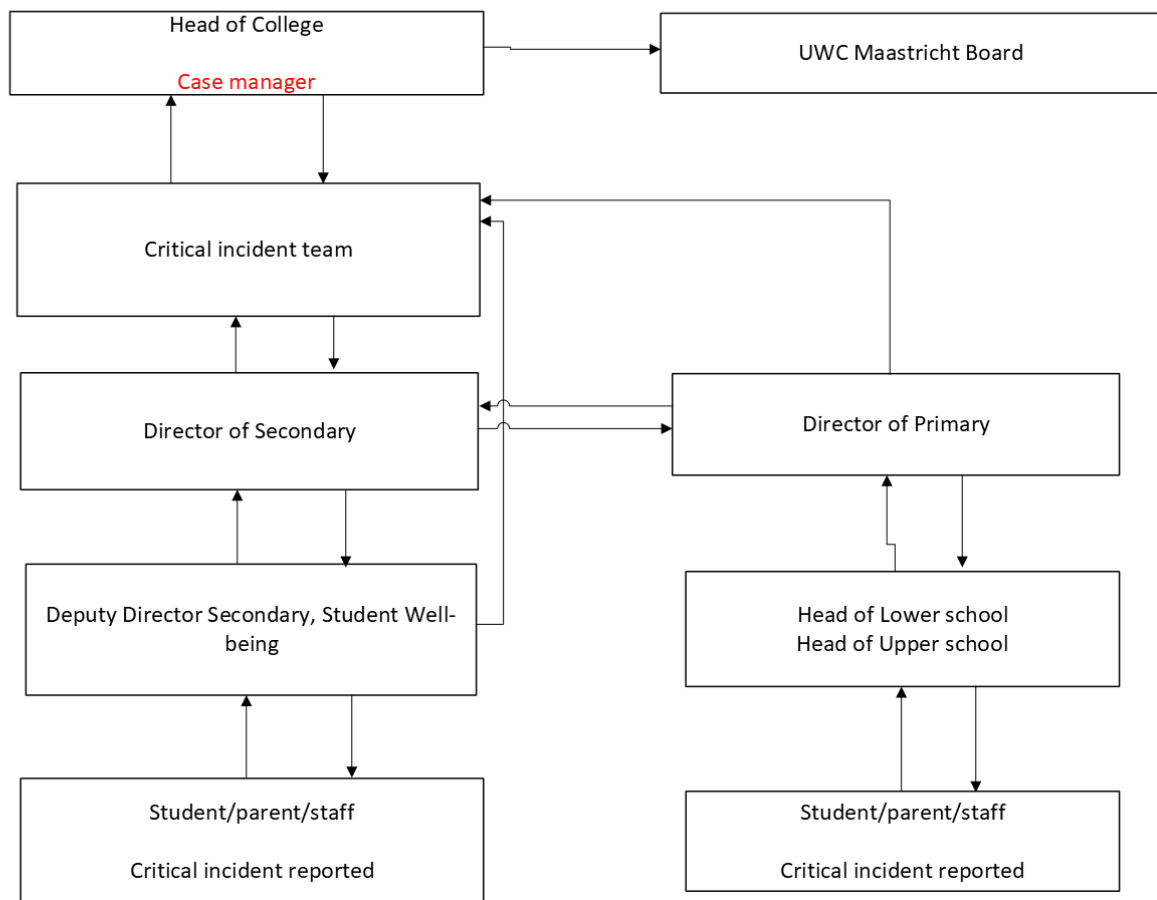 Head of College
Case manager
UWC Maastricht Board
Critical incident team
Director of Secondary
Director of Primary
Deputy Director Secondary, Student Well-
being
Head of Lower school
Head of Upper school
Student/parent/staff
Critical incident reported
Student/parent/staff
Critical incident reported